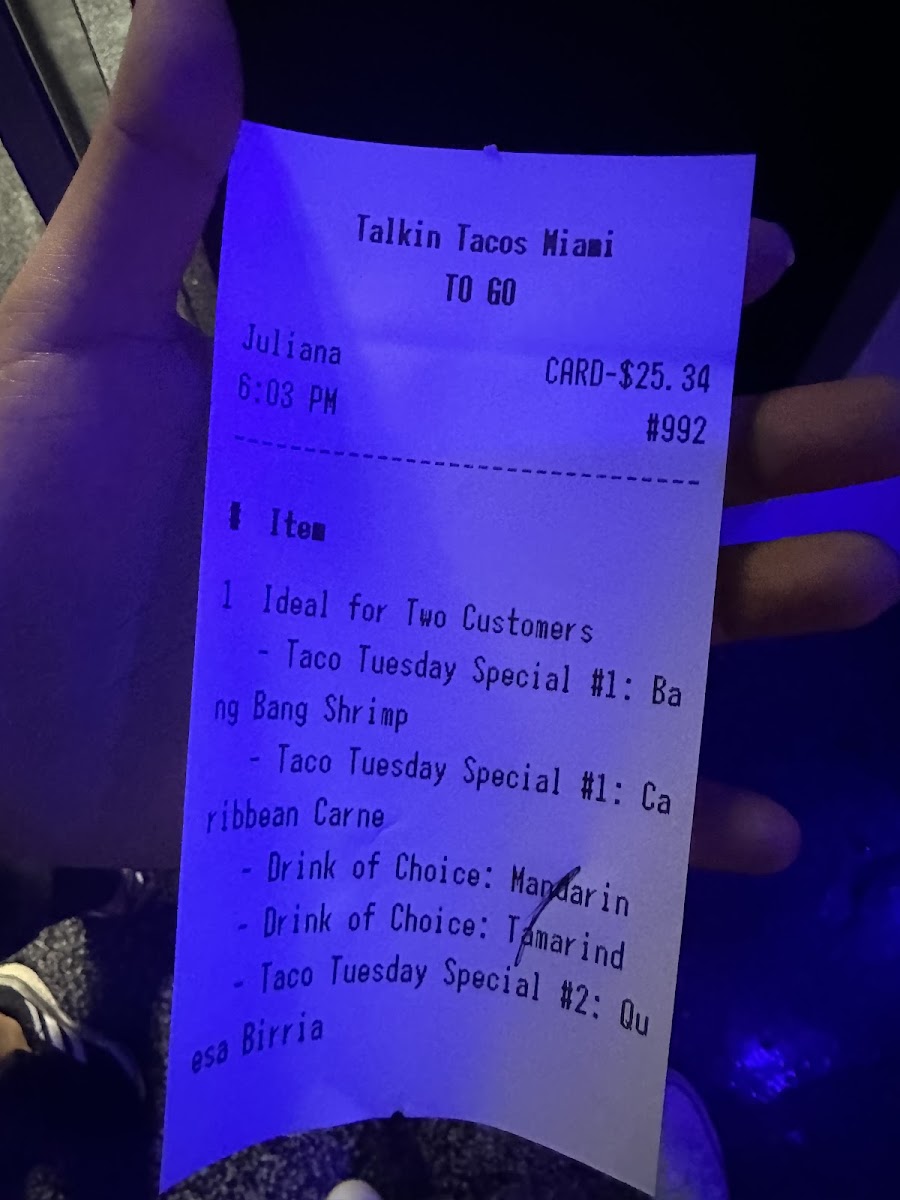 Talkin Tacos Miami
TO GO
Juliana
CARD-$25.34
6:03 PM
#992
# Item
1 Ideal for Two Customers
- Taco Tuesday Special #1: Ba
ng Bang Shrimp
- Taco Tuesday Special #1: Ca
ribbean Carne
- Drink of Choice: Mandarin
- Drink of Choice: Tamarind
- Taco Tuesday Special #2: Qu
esa Birria